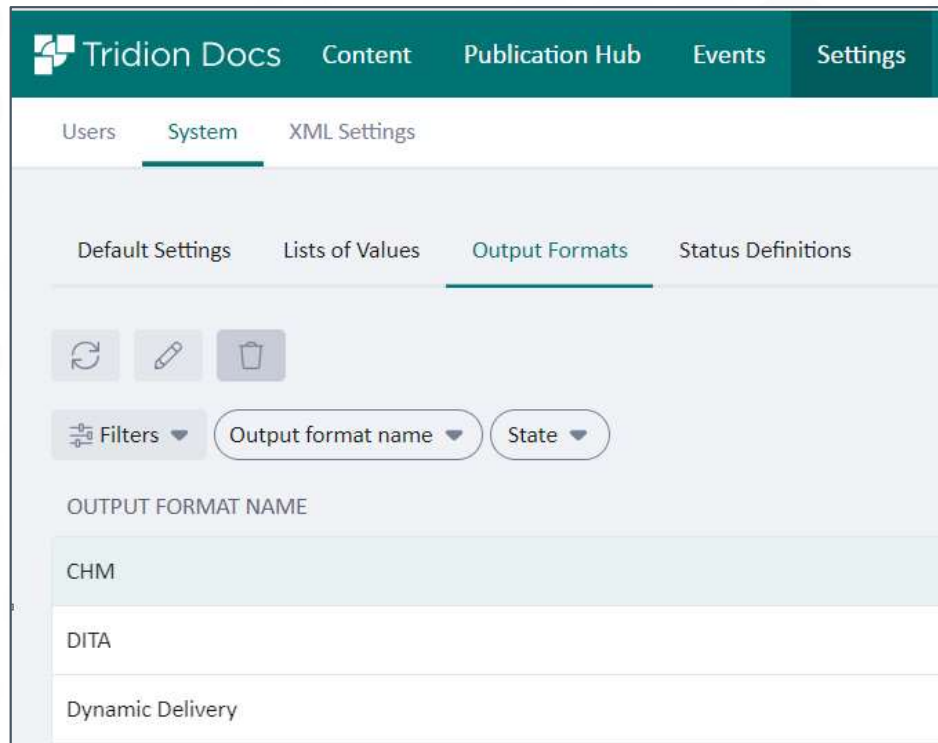 Tridion Docs Content Publication Hub Events Settings
Users System XML Settings
Default Settings Lists of Values Output Formats Status Definitions
Filters Output format name State
OUTPUT FORMAT NAME
CHM
DITA
Dynamic Delivery